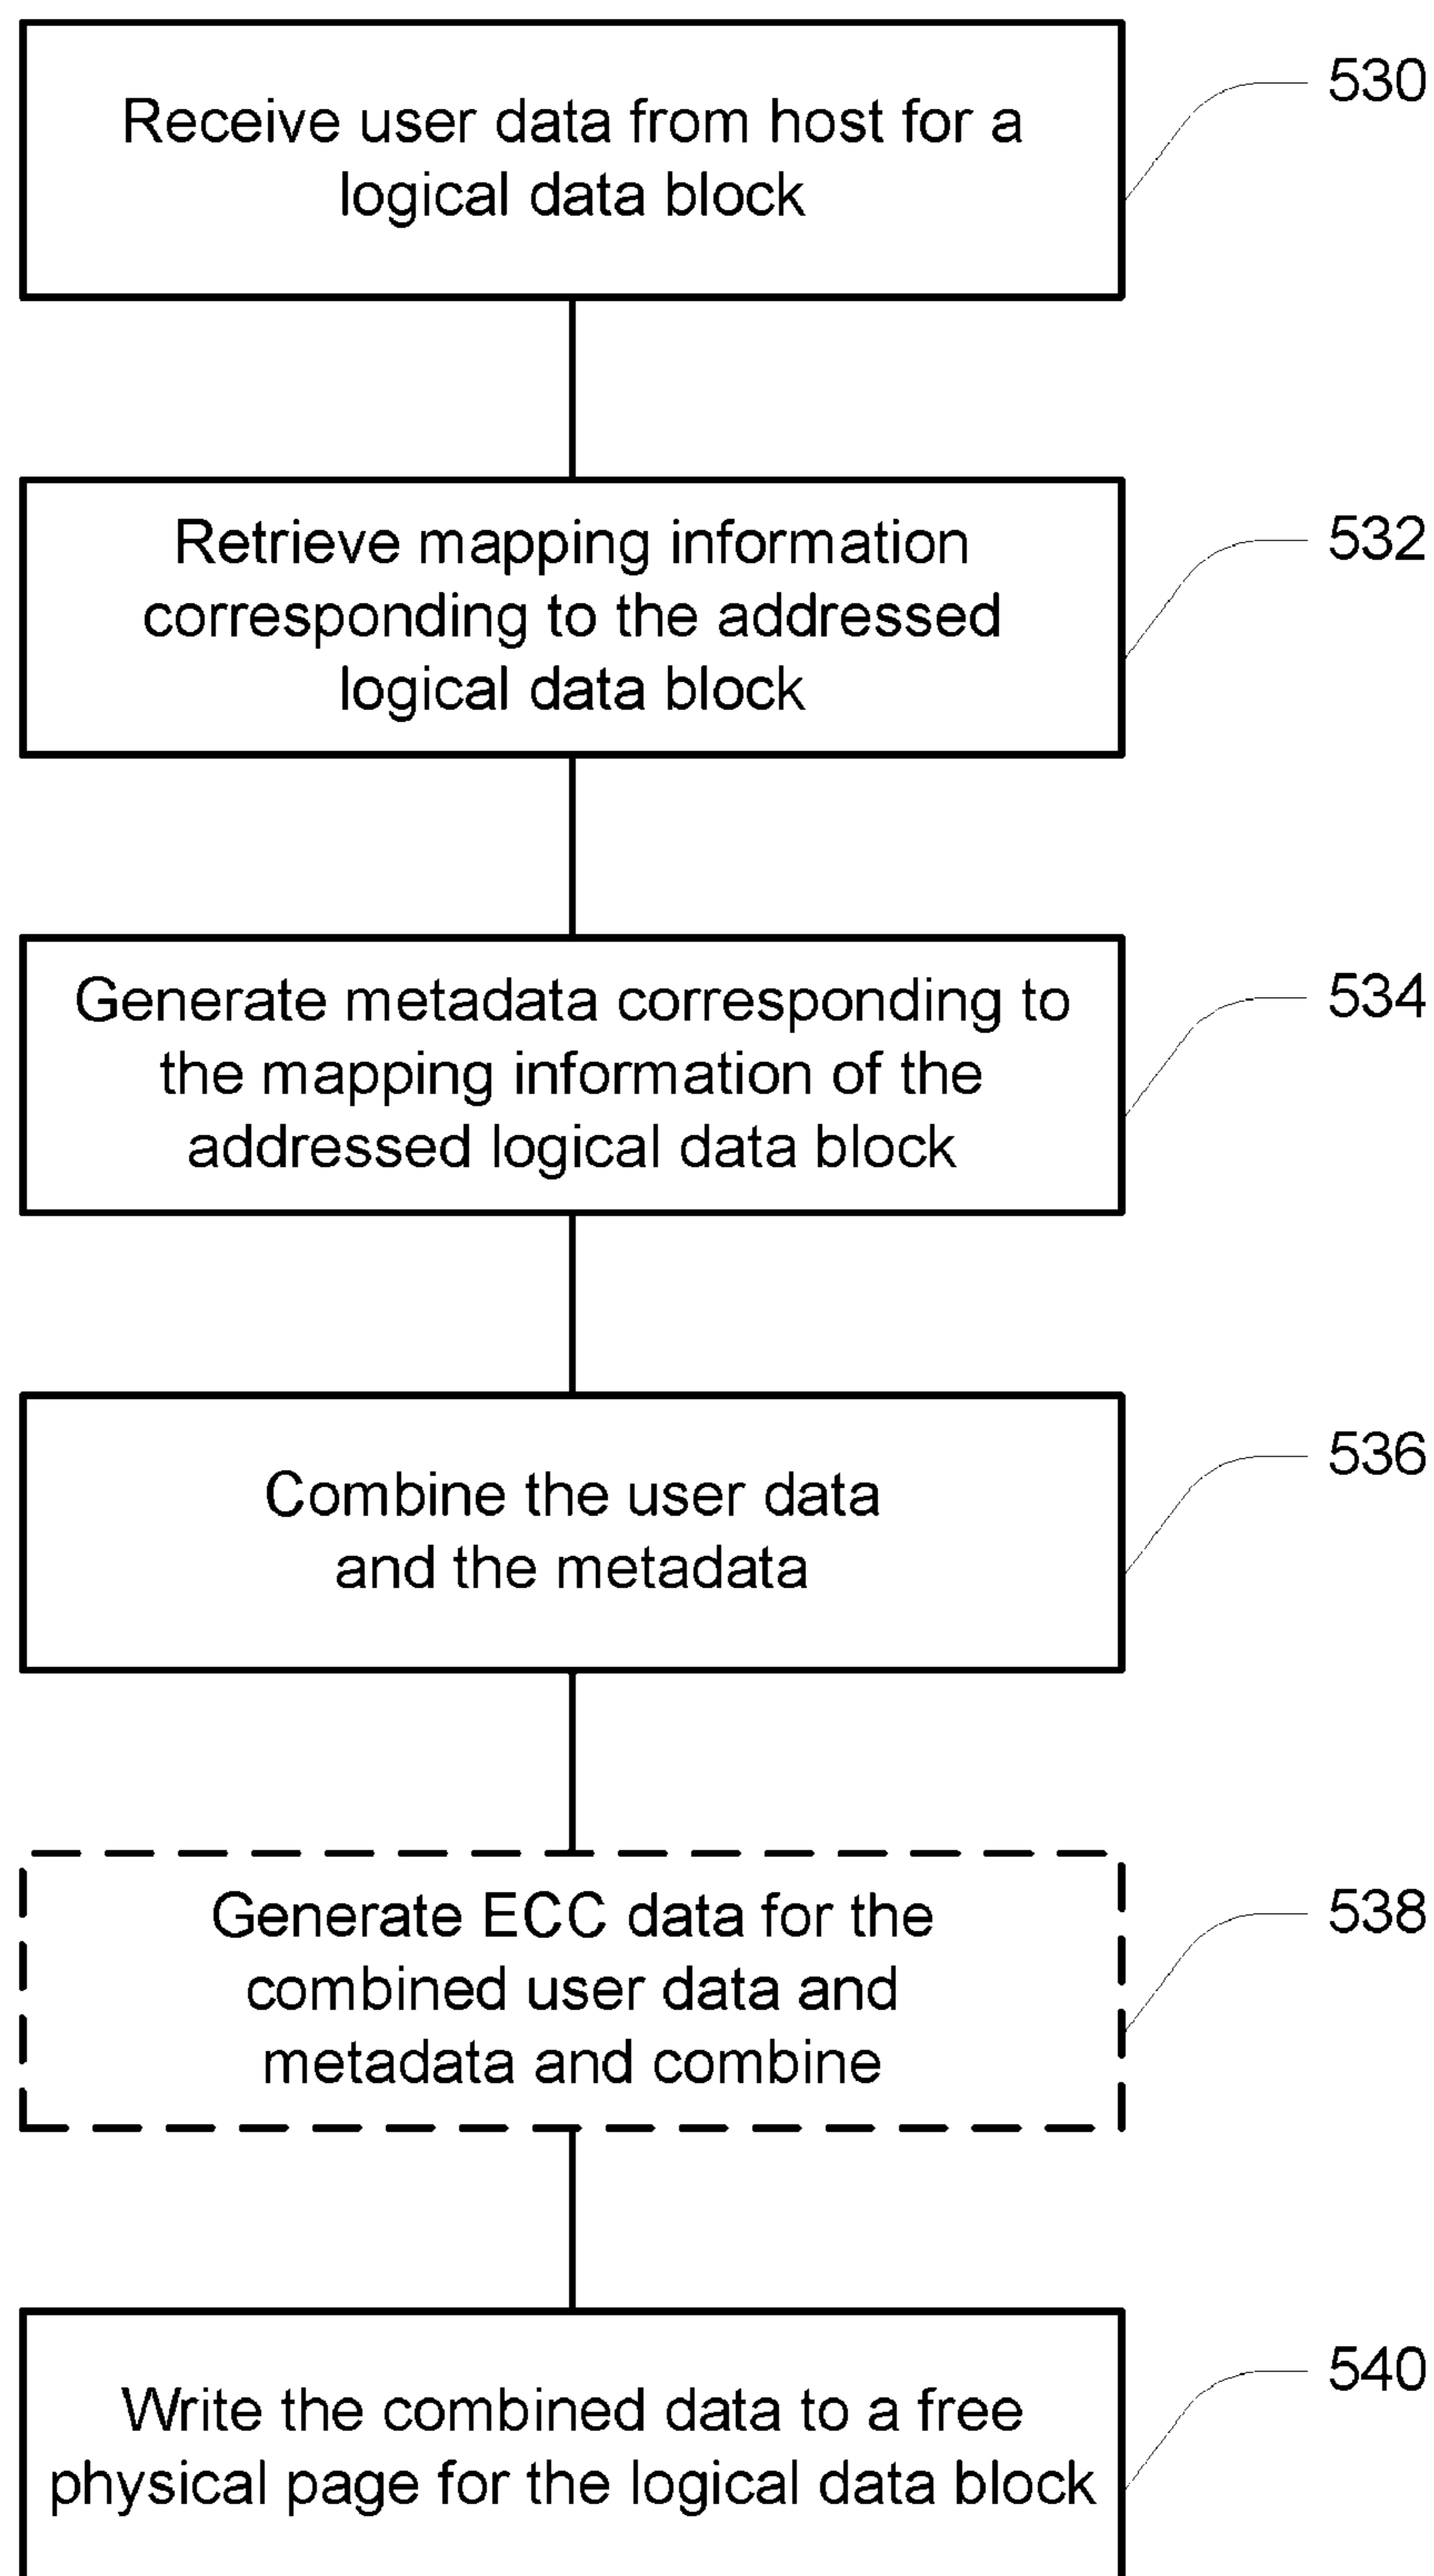 Receive user data from host for a
logical data block
530
Retrieve mapping information
corresponding to the addressed
logical data block
532
Generate metadata corresponding to
the mapping information of the
addressed logical data block
534
Combine the user data
and the metadata
536
Generate ECC data for the
combined user data and
metadata and combine
538
Write the combined data to a free
physical page for the logical data block
540